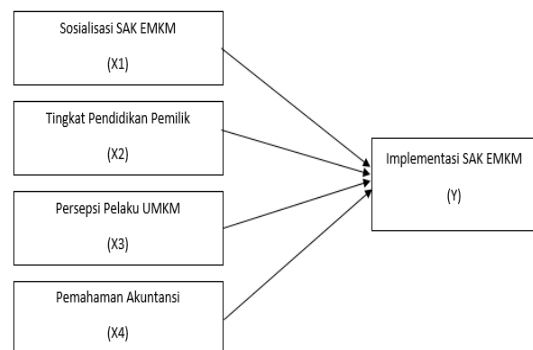 Sosialisasi SAK EMKM
(X1)
Tingkat Pendidikan Pemilik
(X2)
Persepsi Pelaku UMKM
(X3)
Pemahaman Akuntansi
(X4)
Implementasi SAK EMKM
(Y)